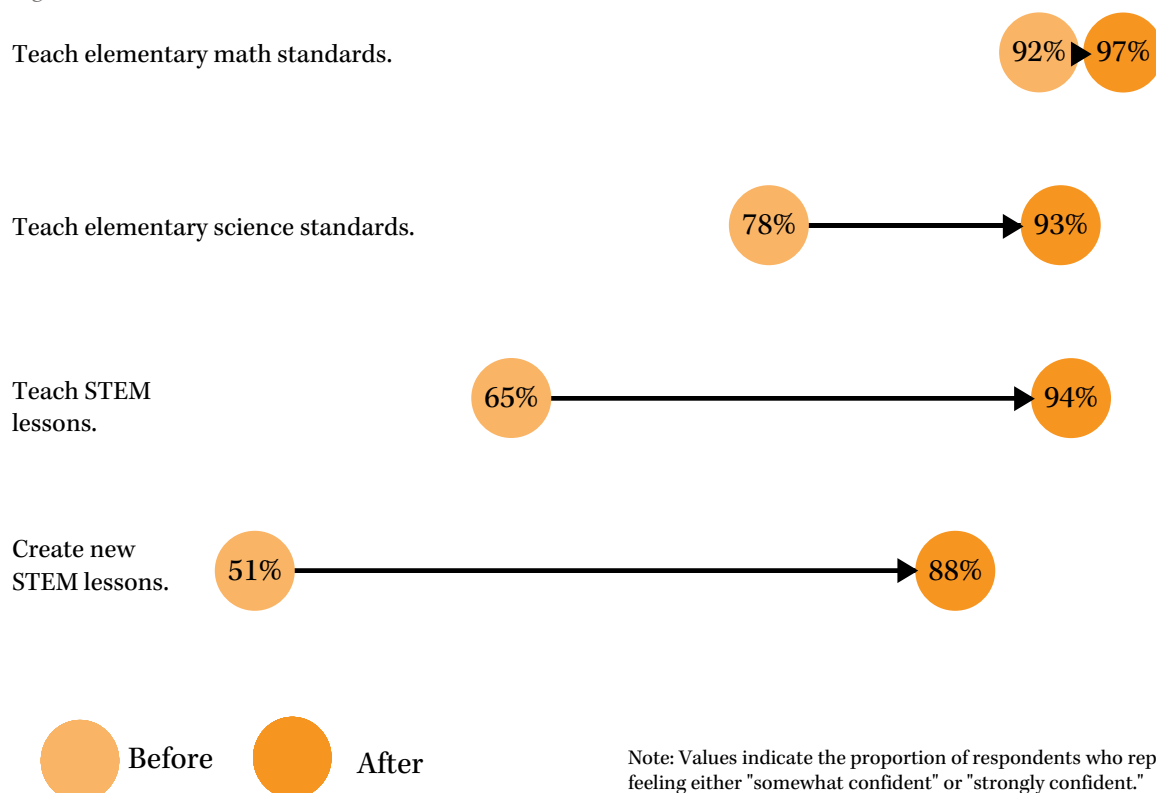 Teach elementary math standards.
92% 97%
Teach elementary science standards.
78% 93%
Teach STEM
lessons.
65% 94%
Create new
STEM lessons.
51% 88%
Before After
Note: Values indicate the proportion of respondents who rep
feeling either "somewhat confident" or "strongly confident."